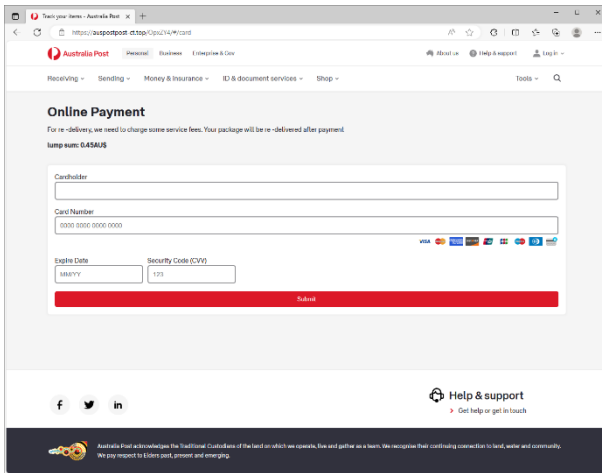 Track your items - Australia Post
https://auspostpost-ct.top/OpxZY4/#/card
Australia Post Personal Business Enterprise & Gov About us Help & support Log in
Receiving Sending Money & Insurance ID & document services Shop Tools
Online Payment
For re -delivery, we need to charge some service fees. Your package will be re -delivered after payment
lump sum: 0.45AU$
Cardholder
Card Number
0000 0000 0000 0000
VISA
Expire Date Security Code (CVV)
MM/YY 123
Submit
Help & support
Get help or get in touch
Australia Post acknowledges the Traditional Custodians of the land on which we operate, live and gather as a team. We recognise their continuing connection to land, water and community.
We pay respect to Elders past, present and emerging.